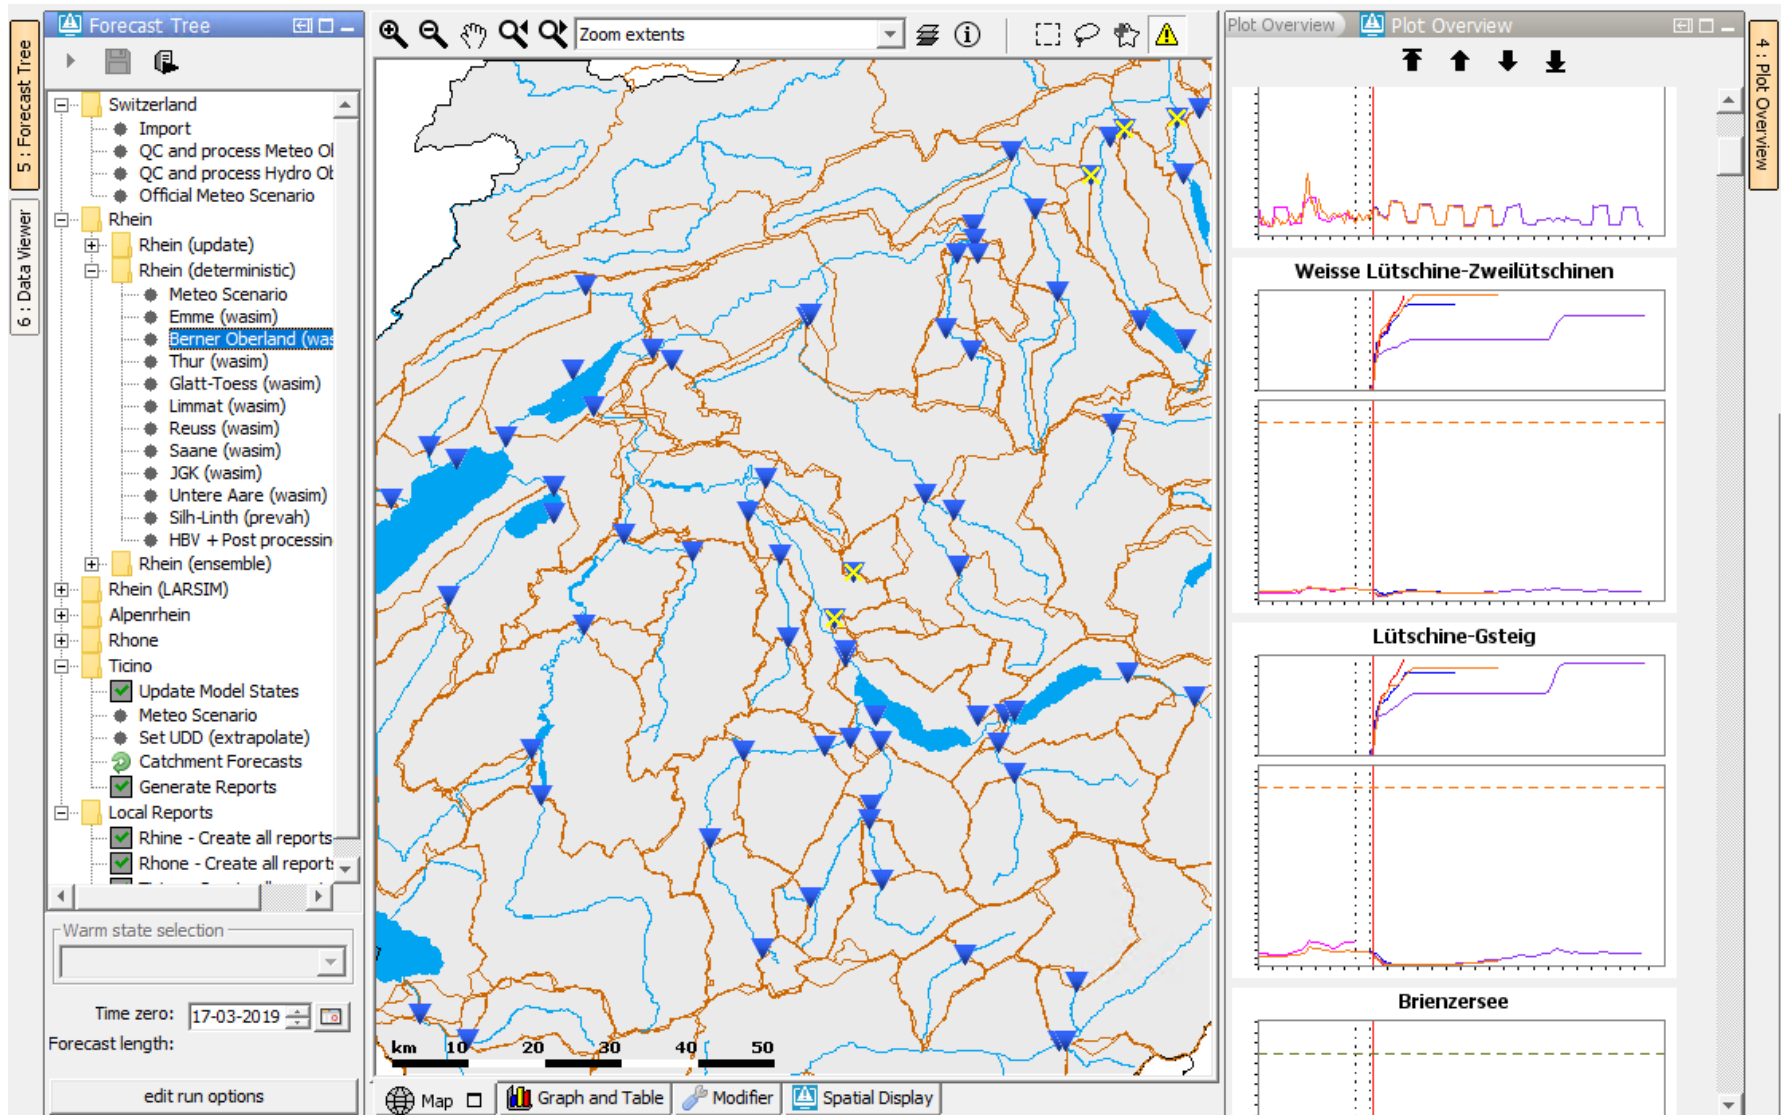 5 : Forecast Tree
6 : Data Viewer
Forecast Tree
Switzerland
Import
QC and process Meteo Ol
QC and process Hydro Ob
Official Meteo Scenario
Rhein
Rhein (update)
Rhein (deterministic)
Meteo Scenario
Emme (wasim)
Berner Oberland (was
Thur (wasim)
Glatt-Toess (wasim)
Limmat (wasim)
Reuss (wasim)
Saane (wasim)
JGK (wasim)
Untere Aare (wasim)
Silh-Linth (prevah)
HBV + Post processin
Rhein (ensemble)
Rhein (LARSIM)
Alpenrhein
Rhone
Ticino
Update Model States
Meteo Scenario
Set UDD (extrapolate)
Catchment Forecasts
Generate Reports
Local Reports
Rhine - Create all reports
Rhone - Create all reports
Warm state selection
Time zero: 17-03-2019
Forecast length:
edit run options
Zoom extents
km 10 20 30 40 50
Map
Graph and Table
Modifier
Spatial Display
Plot Overview
Plot Overview
Weisse Lütschine-Zweilütschinen
Lütschine-Gsteig
Brienzersee
4 : Plot Overview